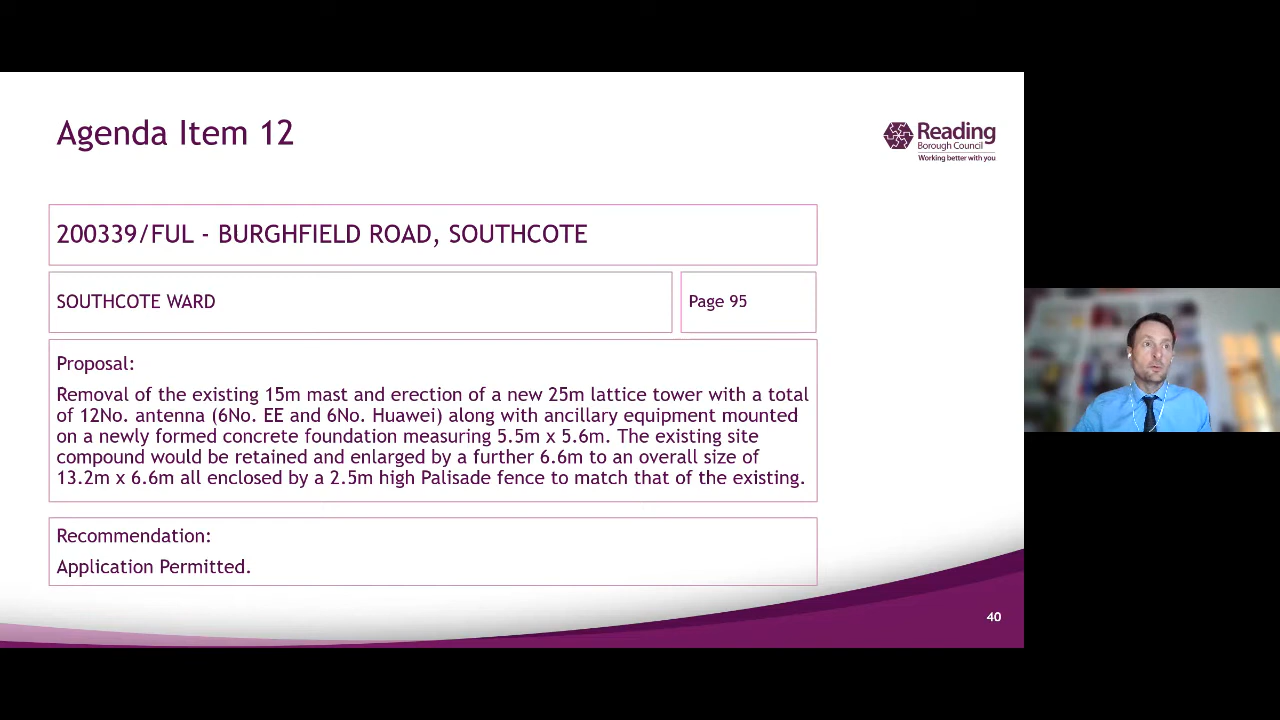 Agenda Item 12
Reading
Borough Council
Working better with you
200339/FUL - BURGHFIELD ROAD, SOUTHCOTE
SOUTHCOTE WARD
Page 95
Proposal:
Removal of the existing 15m mast and erection of a new 25m lattice tower with a total
of 12No. antenna (6No. EE and 6No. Huawei) along with ancillary equipment mounted
on a newly formed concrete foundation measuring 5.5m x 5.6m. The existing site
compound would be retained and enlarged by a further 6.6m to an overall size of
13.2m x 6.6m all enclosed by a 2.5m high Palisade fence to match that of the existing.
Recommendation:
Application Permitted.
40